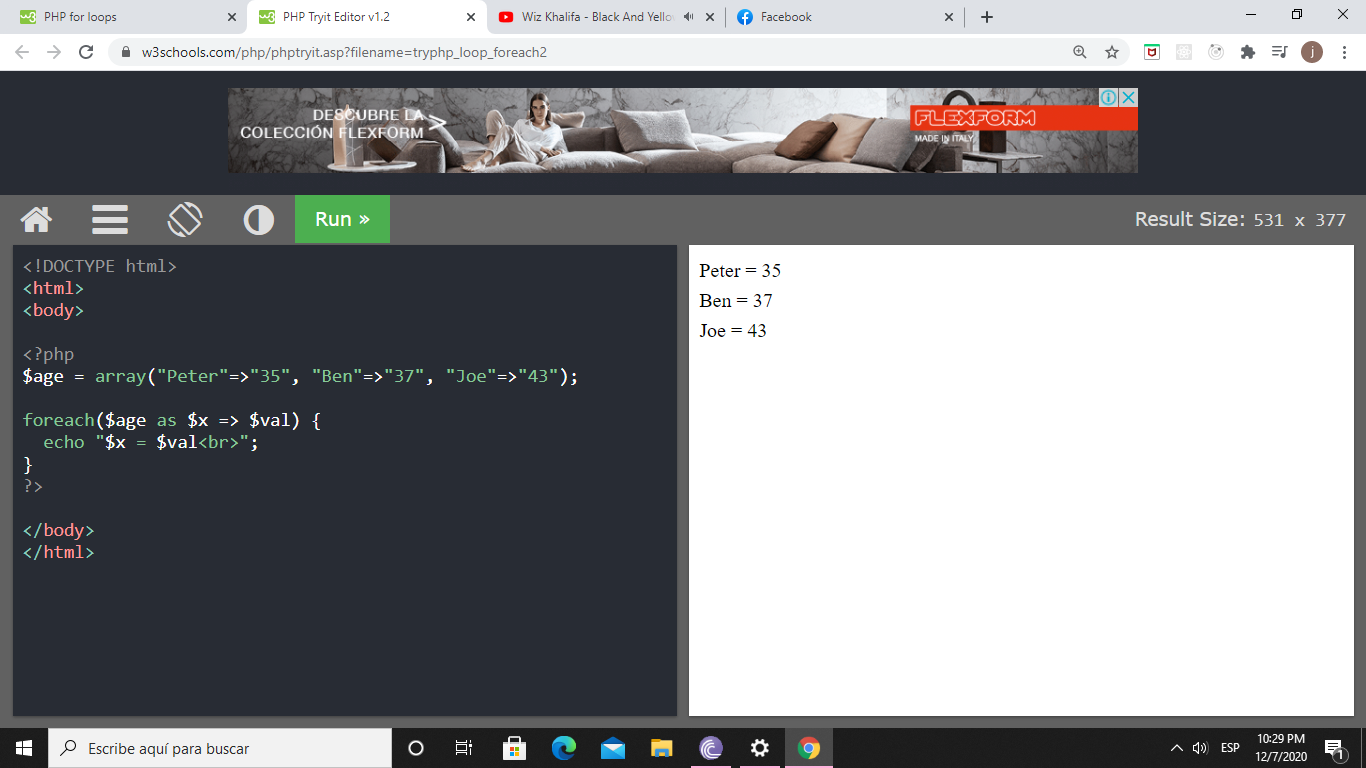 PHP for loops
PHP Tryit Editor v1.2
Wiz Khalifa - Black And Yello
Facebook
w3schools.com/php/phptryit.asp?filename=tryphp_loop_foreach2
j
DESCUBRE LA
COLECCIÓN FLEXFORM
FLEXFORM
MADE IN ITALY
Run »
Result Size: 531 x 377
<!DOCTYPE html>
<html>
<body>
<?php
$age = array("Peter"=>"35", "Ben"=>"37", "Joe"=>"43");
foreach($age as $x => $val) {
  echo "$x = $val<br>";
}
?>
</body>
</html>
Peter = 35
Ben = 37
Joe = 43
Escribe aquí para buscar
ESP
10:29 PM
12/7/2020
1